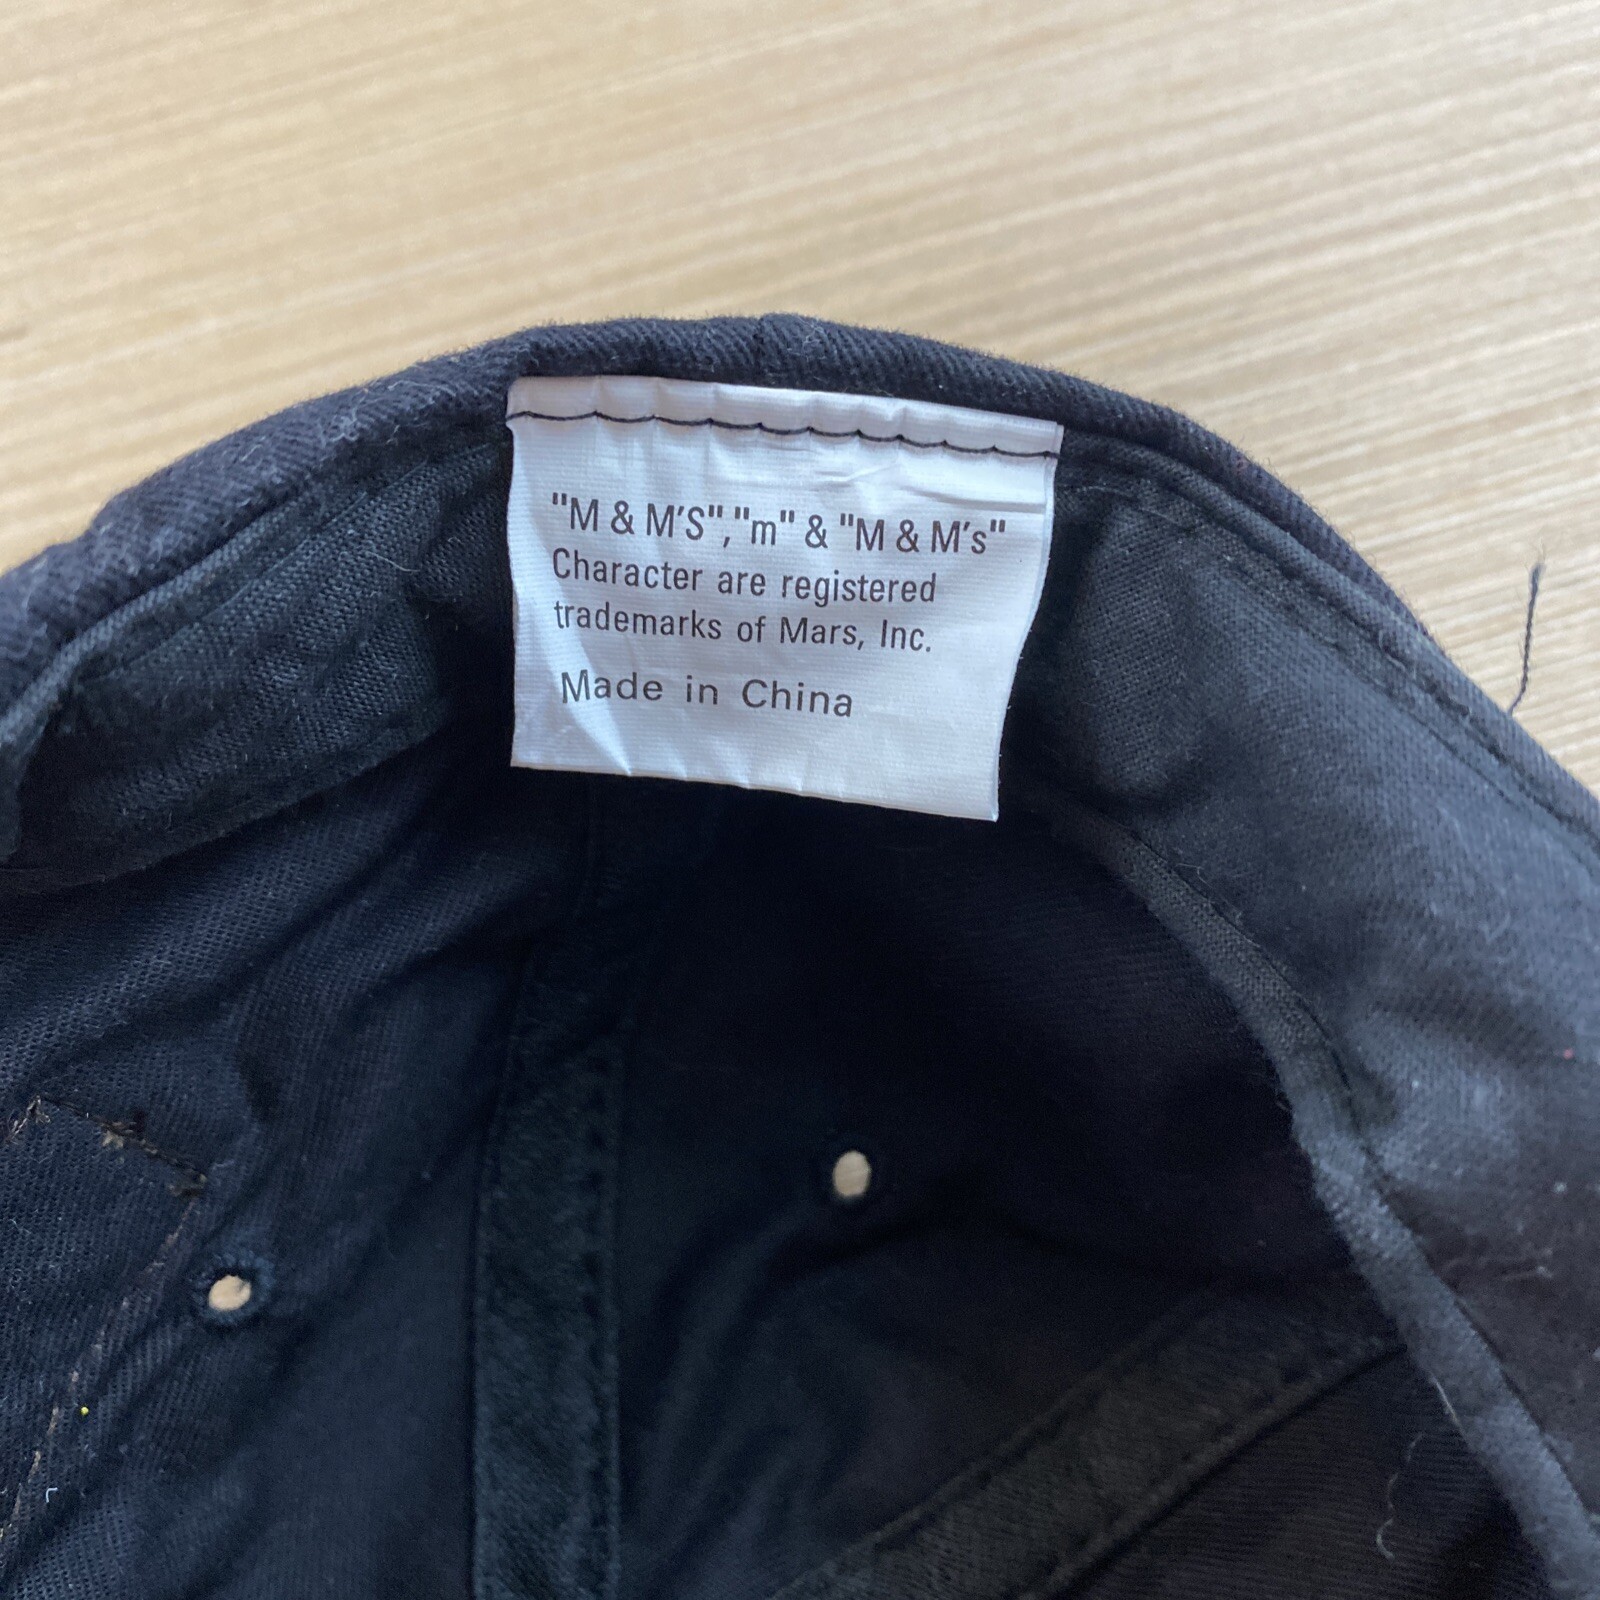 "M & M'S","m" & "M & M's"
Character are registered
trademarks of Mars, Inc.
Made in China